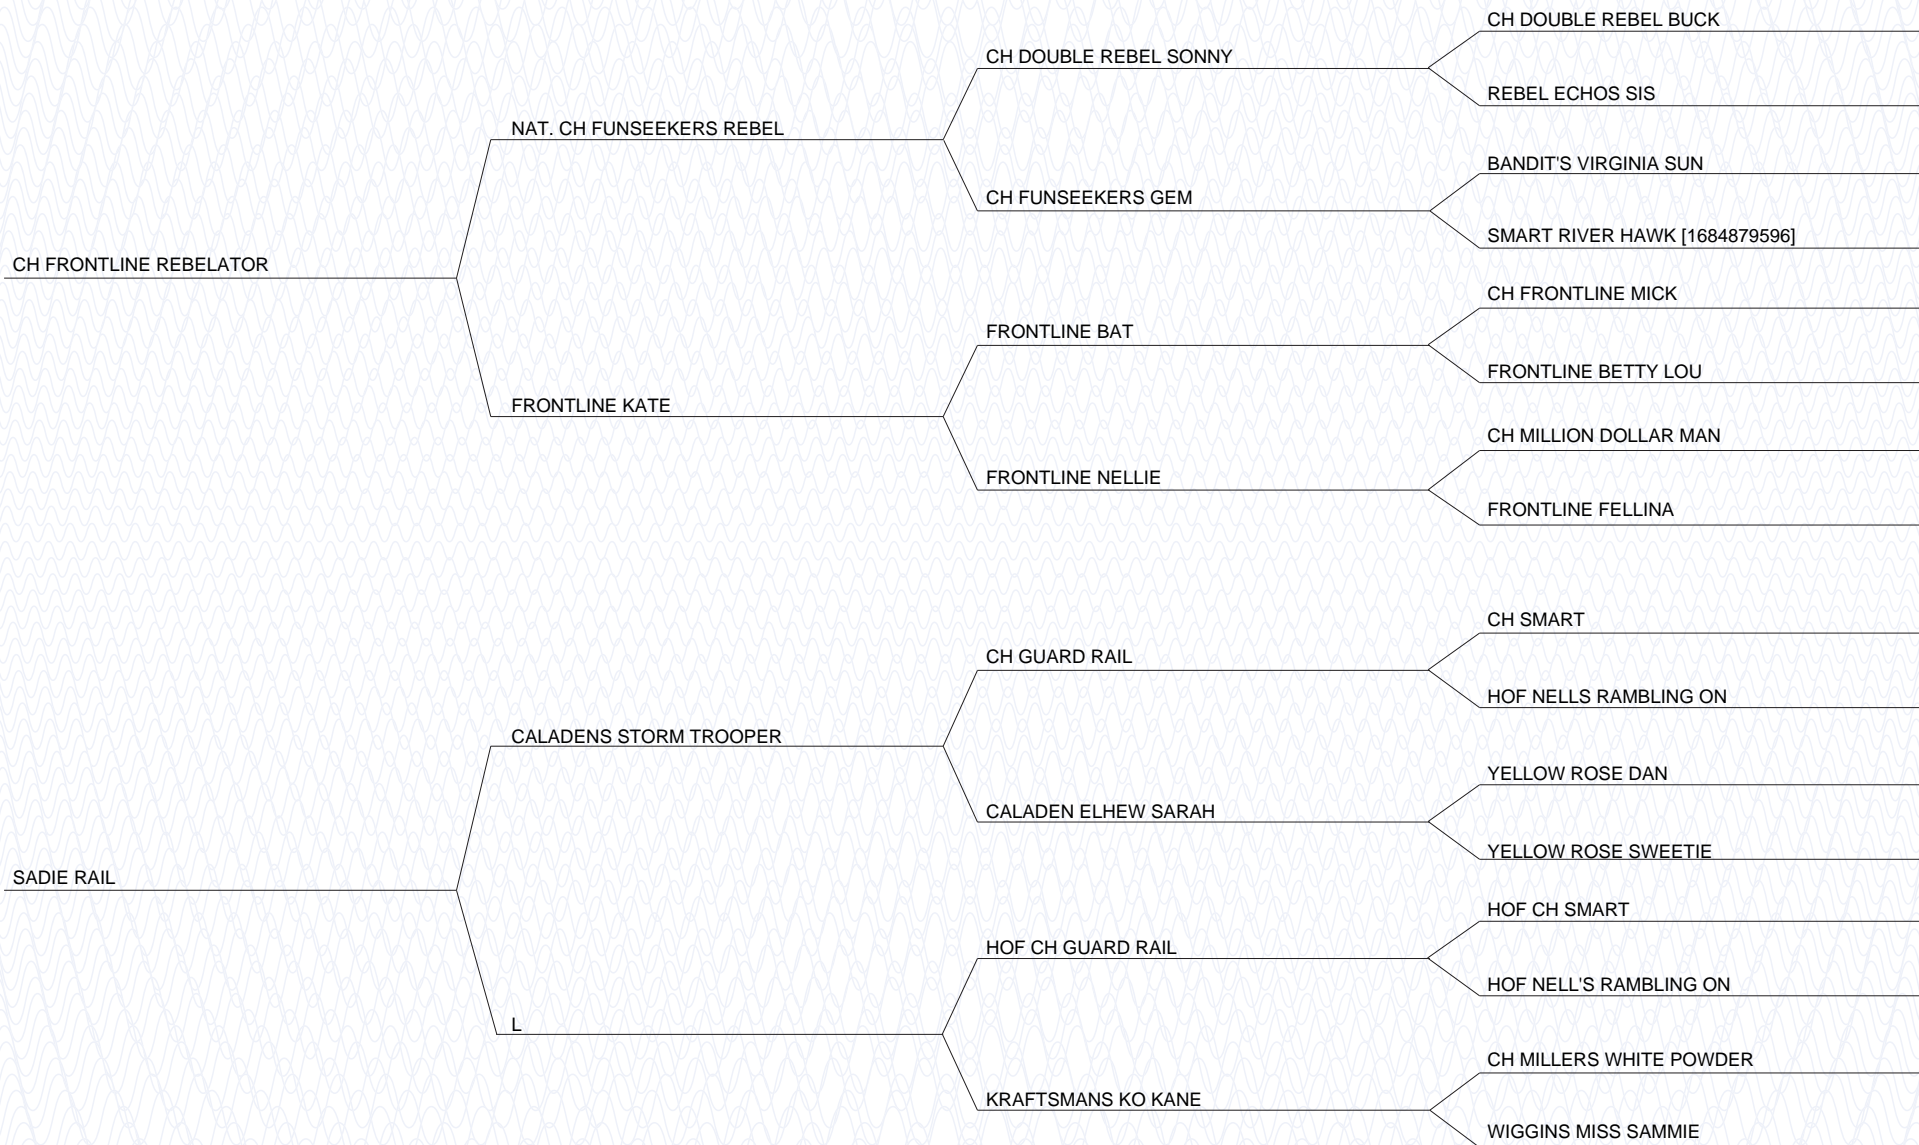 CH DOUBLE REBEL BUCK
CH DOUBLE REBEL SONNY
REBEL ECHOS SIS
NAT. CH FUNSEEKERS REBEL
BANDIT'S VIRGINIA SUN
CH FUNSEEKERS GEM
SMART RIVER HAWK [1684879596]
CH FRONTLINE REBELATOR
CH FRONTLINE MICK
FRONTLINE BAT
FRONTLINE BETTY LOU
FRONTLINE KATE
CH MILLION DOLLAR MAN
FRONTLINE NELLIE
FRONTLINE FELLINA
CH SMART
CH GUARD RAIL
HOF NELLS RAMBLING ON
CALADENS STORM TROOPER
YELLOW ROSE DAN
CALADEN ELHEW SARAH
YELLOW ROSE SWEETIE
SADIE RAIL
HOF CH SMART
HOF CH GUARD RAIL
HOF NELL'S RAMBLING ON
L
CH MILLERS WHITE POWDER
KRAFTSMANS KO KANE
WIGGINS MISS SAMMIE